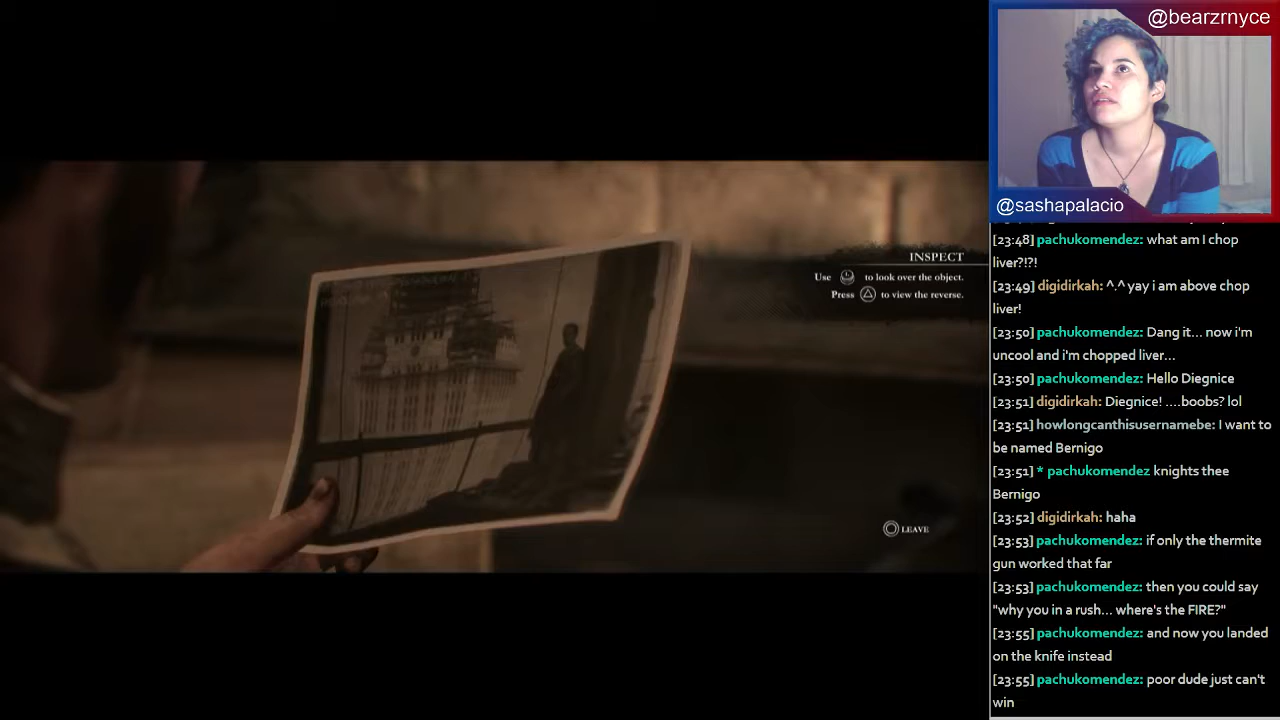 @bearzrnyce
@sashapalacio
INSPECT
Use to look over the object.
Press to view the reverse.
LEAVE
[23:48] pachukomendez: what am I chop
liver?!?!
[23:49] digidirkah: ^.^ yay i am above chop
liver!
[23:50] pachukomendez: Dang it... now i'm
uncool and i'm chopped liver...
[23:50] pachukomendez: Hello Diegnice
[23:51] digidirkah: Diegnice! ....boobs? lol
[23:51] howlongcanthisusernamebe: I want to
be named Bernigo
[23:51] * pachukomendez knights thee
Bernigo
[23:52] digidirkah: haha
[23:53] pachukomendez: if only the thermite
gun worked that far
[23:53] pachukomendez: then you could say
"why you in a rush... where's the FIRE?"
[23:55] pachukomendez: and now you landed
on the knife instead
[23:55] pachukomendez: poor dude just can't
win